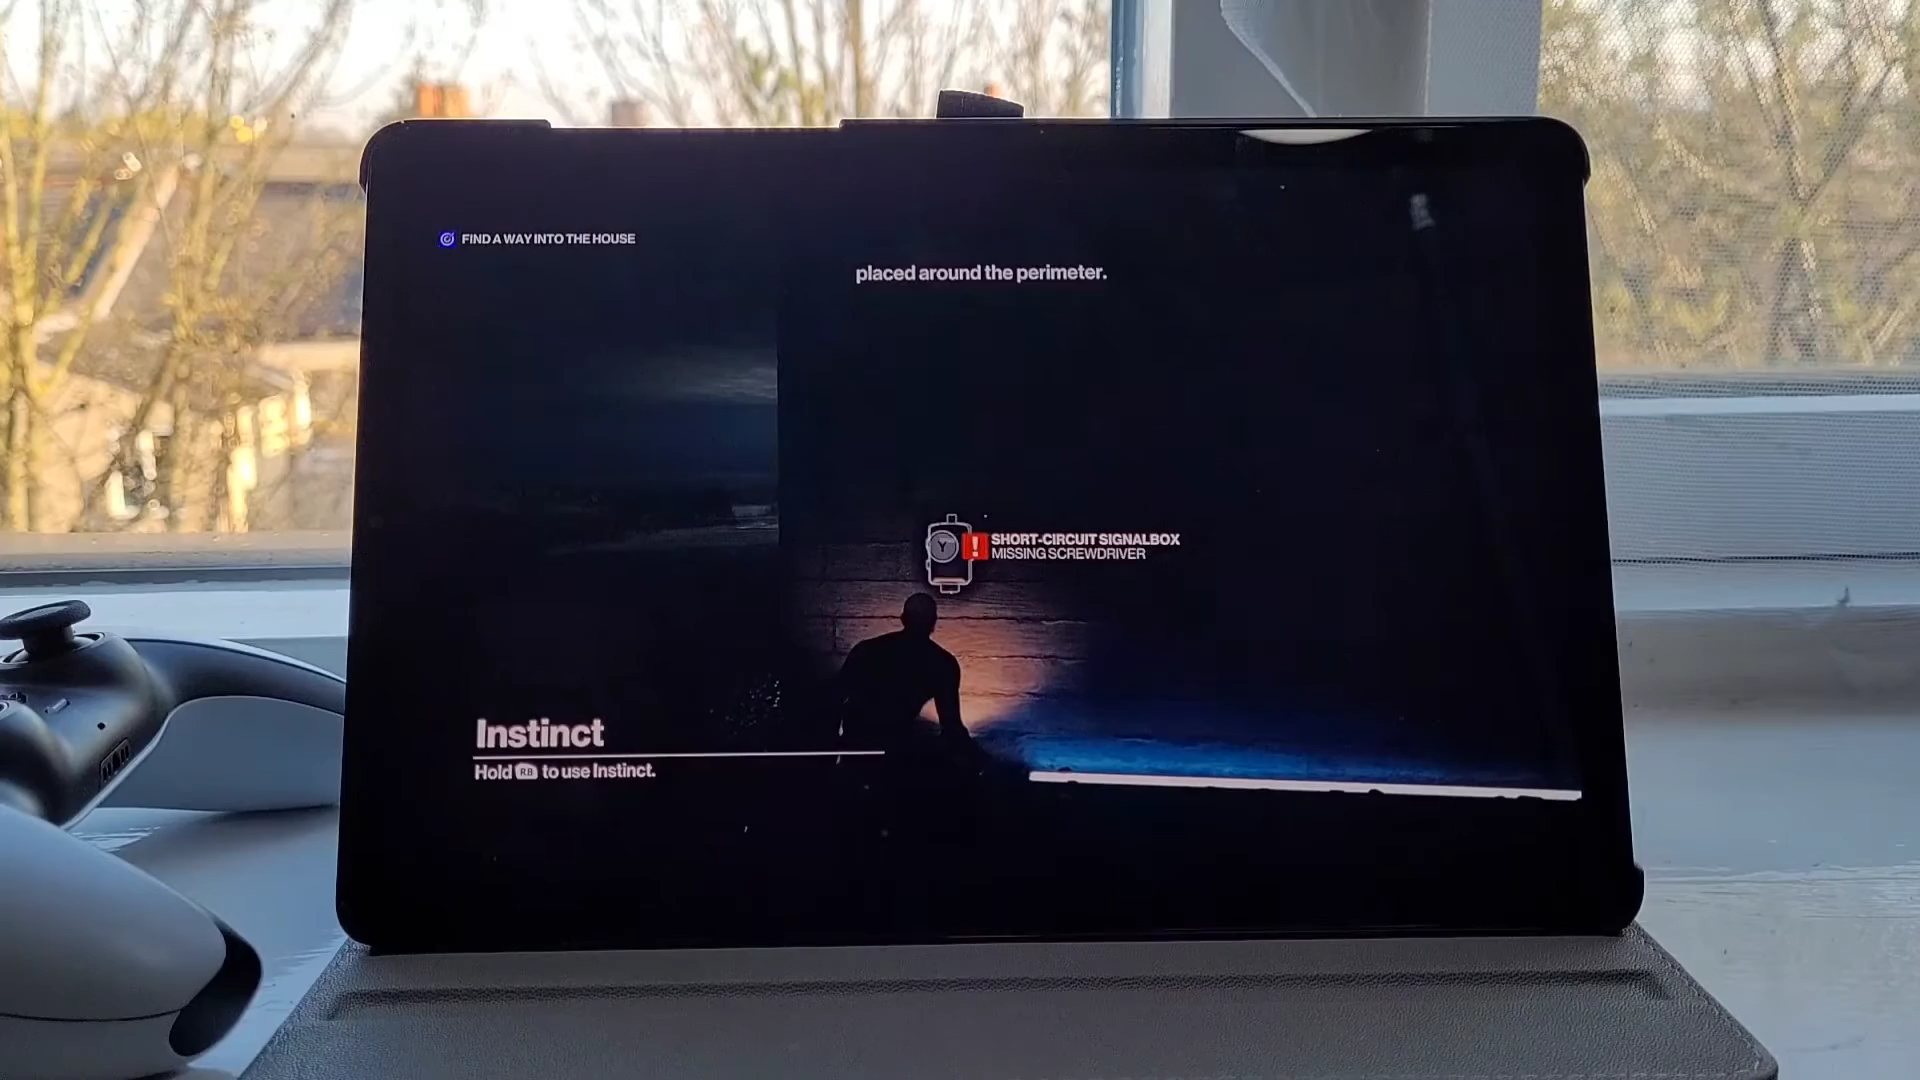 FIND A WAY INTO THE HOUSE
placed around the perimeter.
Y ! SHORT-CIRCUIT SIGNALBOX
MISSING SCREWDRIVER
Instinct
Hold RB to use Instinct.